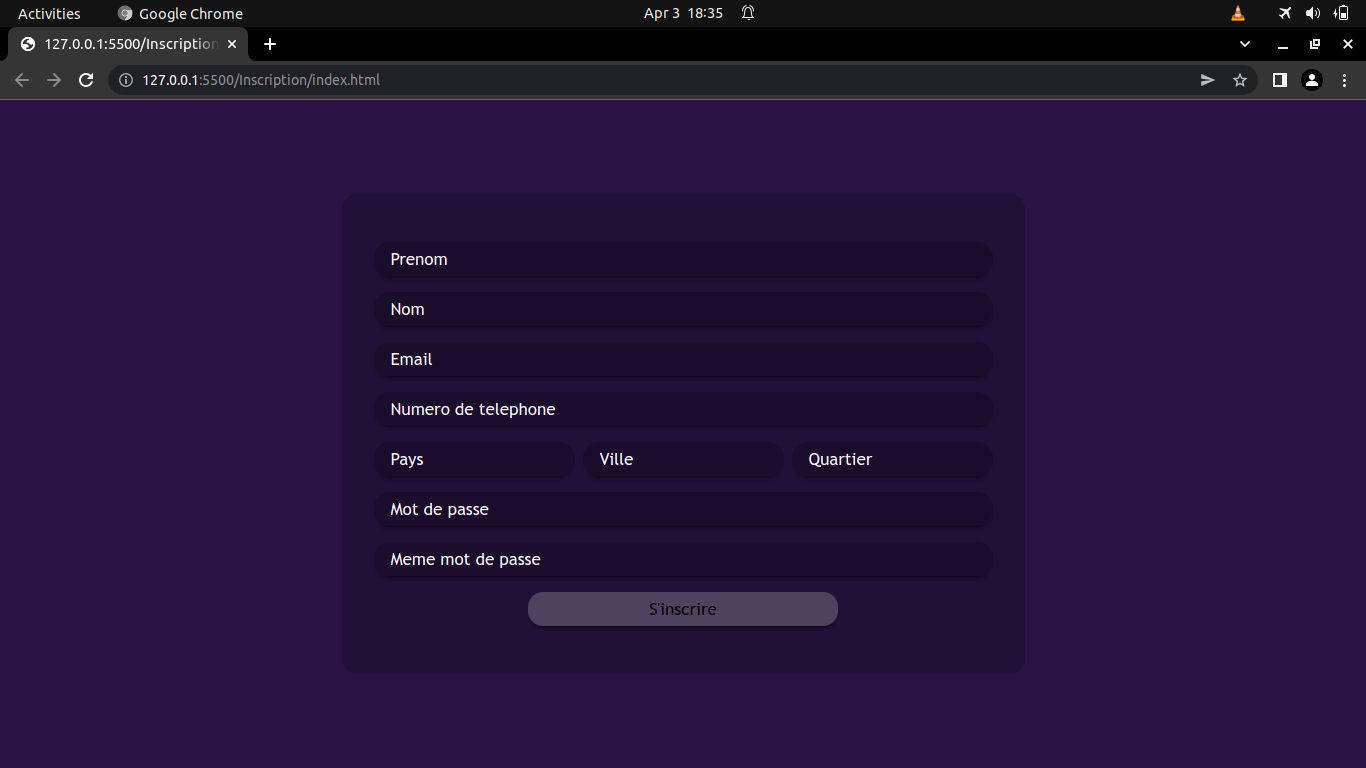 Activities Google Chrome Apr 3 18:35
127.0.0.1:5500/Inscription
127.0.0.1:5500/Inscription/index.html
Prenom
Nom
Email
Numero de telephone
Pays Ville Quartier
Mot de passe
Meme mot de passe
S'inscrire